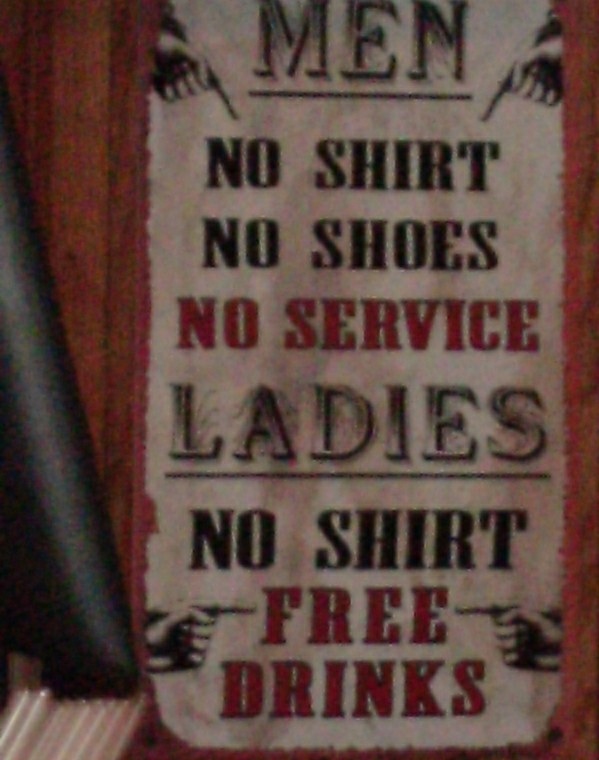 MEN
NO SHIRT
NO SHOES
NO SERVICE
LADIES
NO SHIRT
FREE
DRINKS